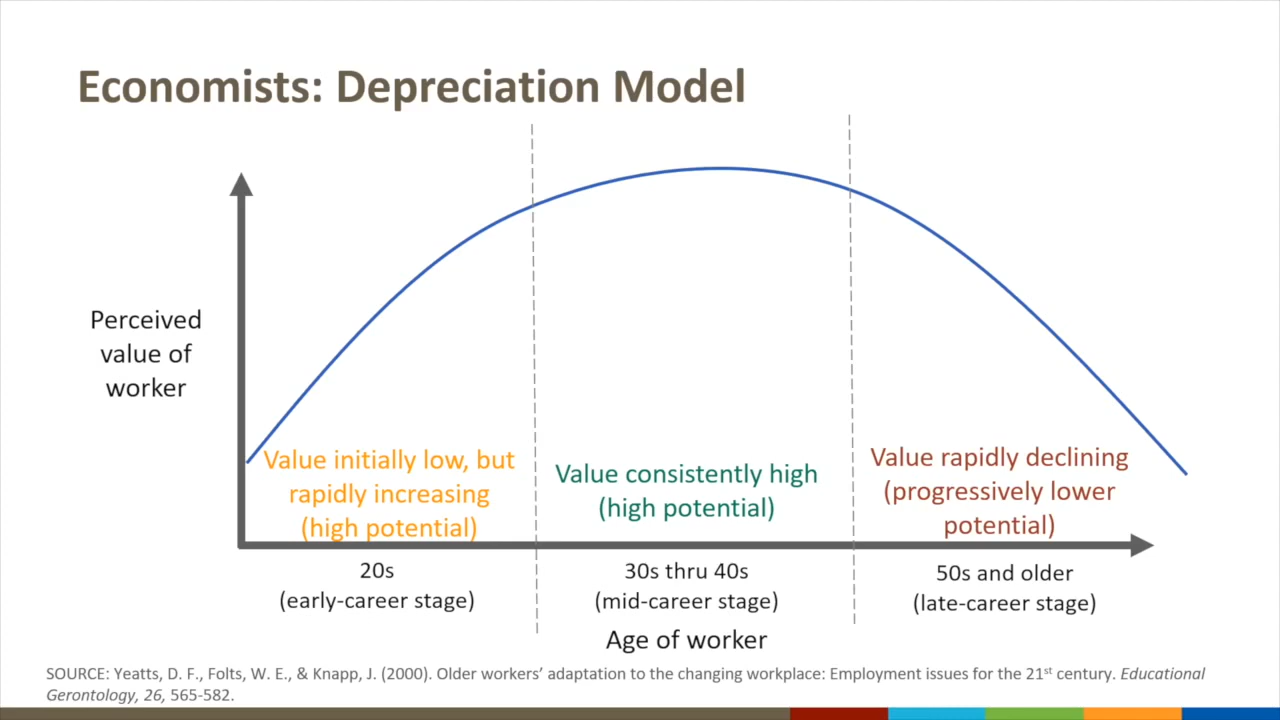 Economists: Depreciation Model
Perceived
value of
worker
Value initially low, but
rapidly increasing
(high potential)
Value consistently high
(high potential)
Value rapidly declining
(progressively lower
potential)
20s
(early-career stage)
30s thru 40s
(mid-career stage)
50s and older
(late-career stage)
Age of worker
SOURCE: Yeatts, D. F., Folts, W. E., & Knapp, J. (2000). Older workers’ adaptation to the changing workplace: Employment issues for the 21st century. Educational
Gerontology, 26, 565-582.